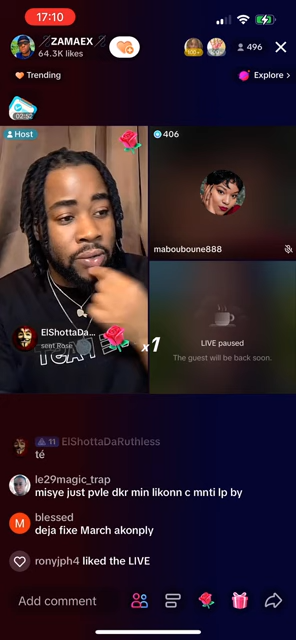 17:10
ZAMAEX
64.3K likes
100+
496
Trending
Explore >
02:52
Host
406
mabouboune888
ElShottaDa...
sent Rose
x1
LIVE paused
The guest will be back soon.
11 ElShottaDaRuthless
té
le29magic_trap
misye just pvle dkr min likonn c mnti lp by
M
blessed
deja fixe March akonply
ronyjph4 liked the LIVE
Add comment